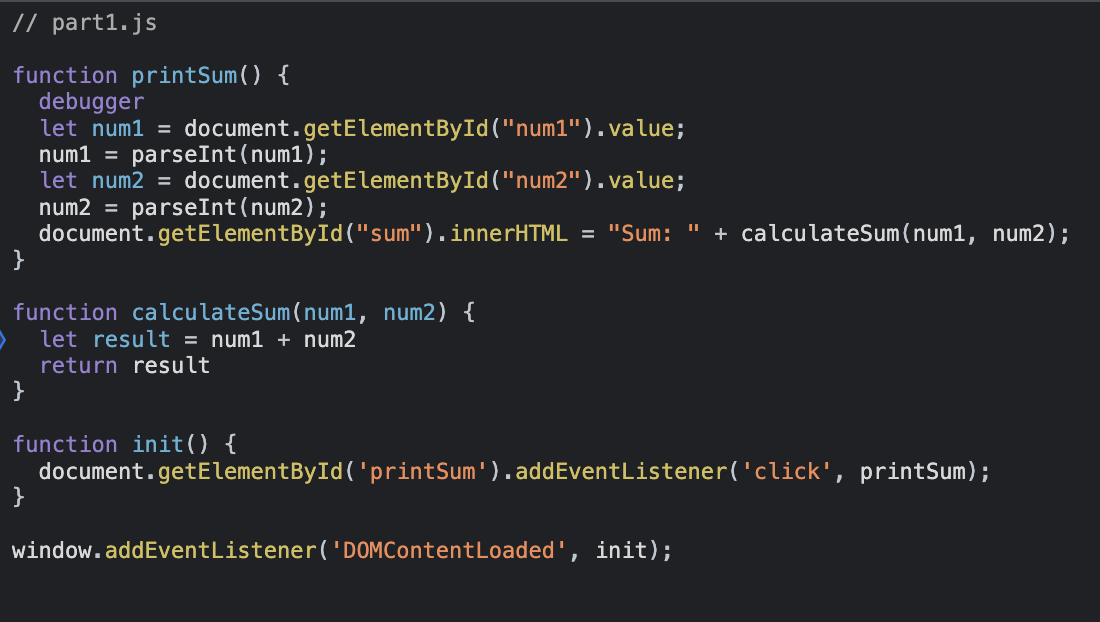 // part1.js

function printSum() {
  debugger
  let num1 = document.getElementById("num1").value;
  num1 = parseInt(num1);
  let num2 = document.getElementById("num2").value;
  num2 = parseInt(num2);
  document.getElementById("sum").innerHTML = "Sum: " + calculateSum(num1, num2);
}

function calculateSum(num1, num2) {
  let result = num1 + num2
  return result
}

function init() {
  document.getElementById('printSum').addEventListener('click', printSum);
}

window.addEventListener('DOMContentLoaded', init);